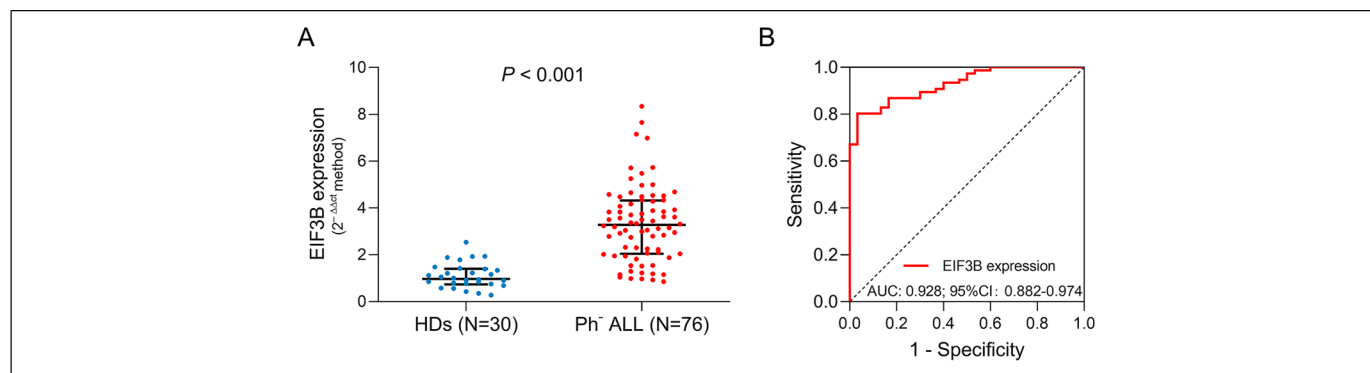 A
P < 0.001
EIF3B expression
(2⁻ΔΔct method)
10
8
6
4
2
0
HDs (N=30)
Ph⁻ ALL (N=76)
B
Sensitivity
1.0
0.8
0.6
0.4
0.2
0.0
EIF3B expression
AUC: 0.928; 95%CI: 0.882-0.974
0.0 0.2 0.4 0.6 0.8 1.0
1 - Specificity